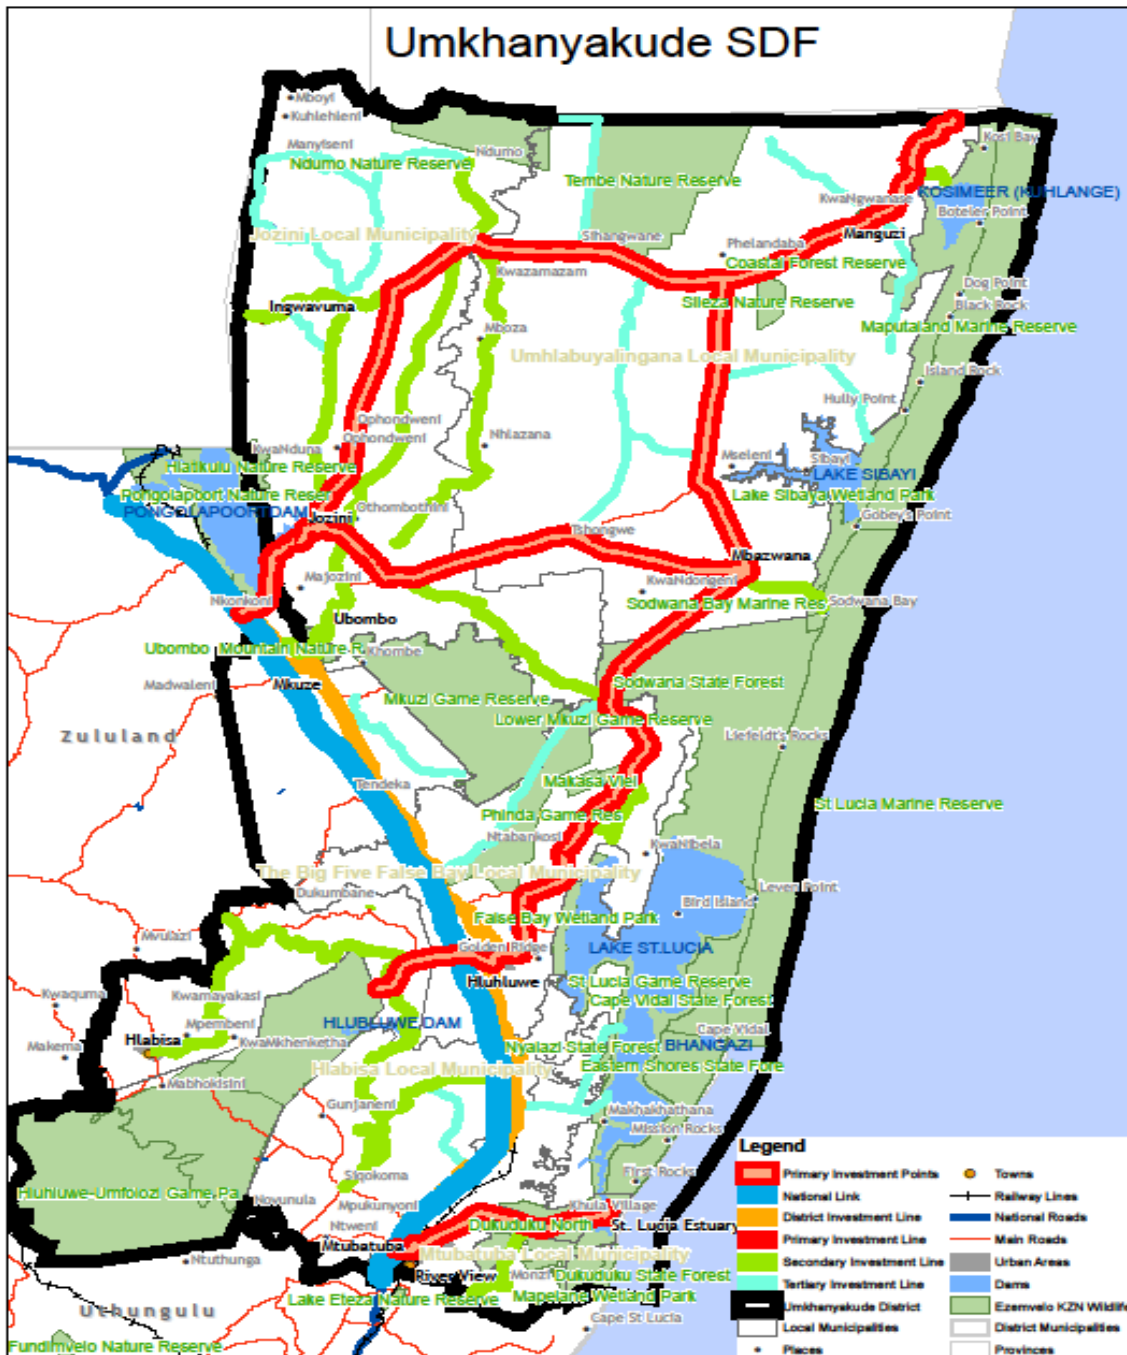 Umkhanyakude SDF
Mboyi
Kuhlehleni
Manyiseni
Ndumo
Ndumo Nature Reserve
Tembe Nature Reserve
Kosi Bay
KwaNgwanase
KOSIMEER (KUHLANGE)
Boteler Point
Jozini Local Municipality
Sihangwane
Manguzi
Phelandaba
Coastal Forest Reserve
Kwazamazam
Dog Point
Ingwavuma
Sileza Nature Reserve
Black Rock
Mboza
Maputaland Marine Reserve
Umhlabuyalingana Local Municipality
Island Rock
Hully Point
Ophondweni
Ophondweni
KwaNduna
Nhlazana
Mseleni
Sibayi
Hlatikulu Nature Reserve
LAKE SIBAYI
Pongolapoort Nature Reser
Lake Sibaya Wetland Park
PONGOLAPOORTDAM
Othombothini
Jozini
Gobey's Point
Tshongwe
Mbazwana
Majozini
KwaNdongeni
Nkonkoni
Sodwana Bay Marine Res
Sodwana Bay
Ubombo
Ubombo Mountain Nature R
Khombe
Madwaleni
Mkuze
Sodwana State Forest
Mkuzi Game Reserve
Lower Mkuzi Game Reserve
Zululand
Liefeldt's Rocks
Makasa Vlei
Tendeka
St Lucia Marine Reserve
Phinda Game Res
Ntabankosi
KwaNibela
The Big Five False Bay Local Municipality
Dukumbane
Leven Point
Bird Island
False Bay Wetland Park
Mvulazi
Golden Ridge
LAKE ST.LUCIA
Hluhluwe
St Lucia Game Reserve
Kwaquma
Kwamayakasi
Cape Vidal State Forest
Mpembeni
HLUBLUWE DAM
Cape Vidal
Hlabisa
KwaMkhenketha
Nyalazi State Forest
BHANGAZI
Makema
Eastern Shores State Fore
Hlabisa Local Municipality
Mabhokisini
Gunjaneni
Makhakhathana
Mission Rocks
Siqokoma
First Rocks
Hluhluwe-Umfolozi Game Pa
Novunula
Mpukunyoni
Khula Village
Ntweni
Dukuduku North
St. Lucia Estuary
Mtubatuba
Mtubatuba Local Municipality
Ntuthunga
River View
Monzi
Dukuduku State Forest
Lake Eteza Nature Reserve
Mapelane Wetland Park
Uthungulu
Cape St Lucia
Fundimvelo Nature Reserve
Legend
Primary Investment Points
National Link
District Investment Line
Primary Investment Line
Secondary Investment Line
Tertiary Investment Line
Umkhanyakude District
Local Municipalities
Places
Towns
Railway Lines
National Roads
Main Roads
Urban Areas
Dams
Ezemvelo KZN Wildlife
District Municipalities
Provinces